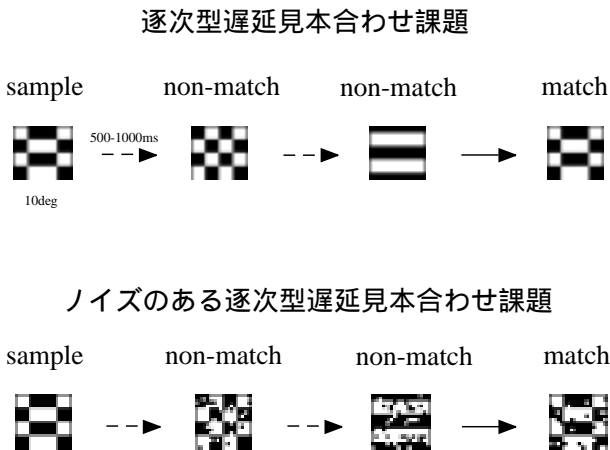 逐次型遅延見本合わせ課題
sample non-match non-match match
500-1000ms
10deg
ノイズのある逐次型遅延見本合わせ課題
sample non-match non-match match